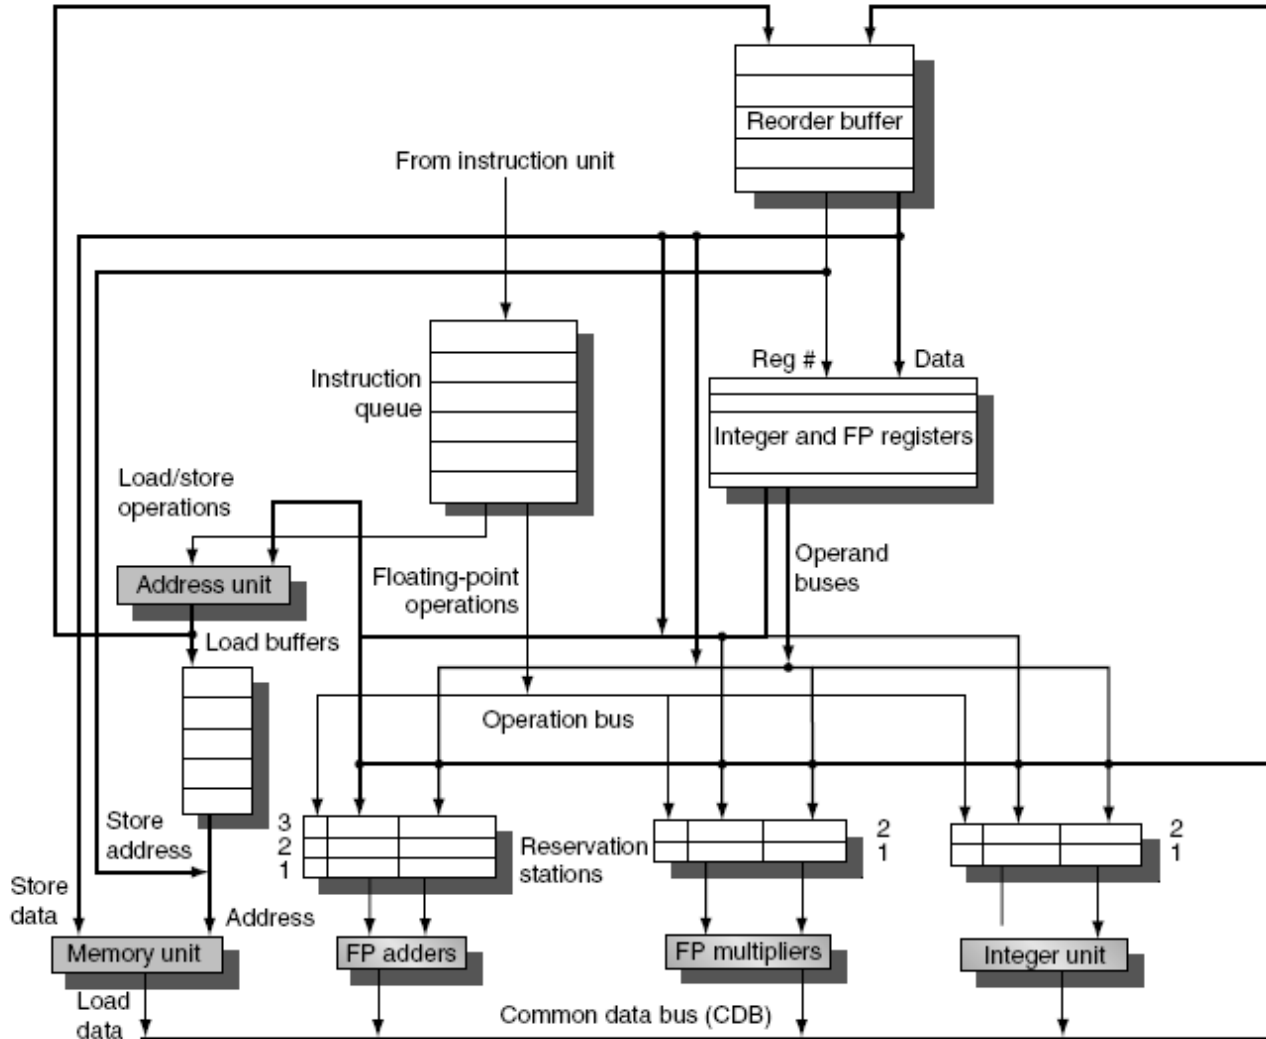 Reorder buffer
From instruction unit
Reg #
Data
Instruction
queue
Integer and FP registers
Load/store
operations
Operand
buses
Address unit
Floating-point
operations
Load buffers
Operation bus
Store
address
3
2
1
Reservation
stations
2
1
2
1
Store
data
Address
Memory unit
FP adders
FP multipliers
Integer unit
Load
data
Common data bus (CDB)